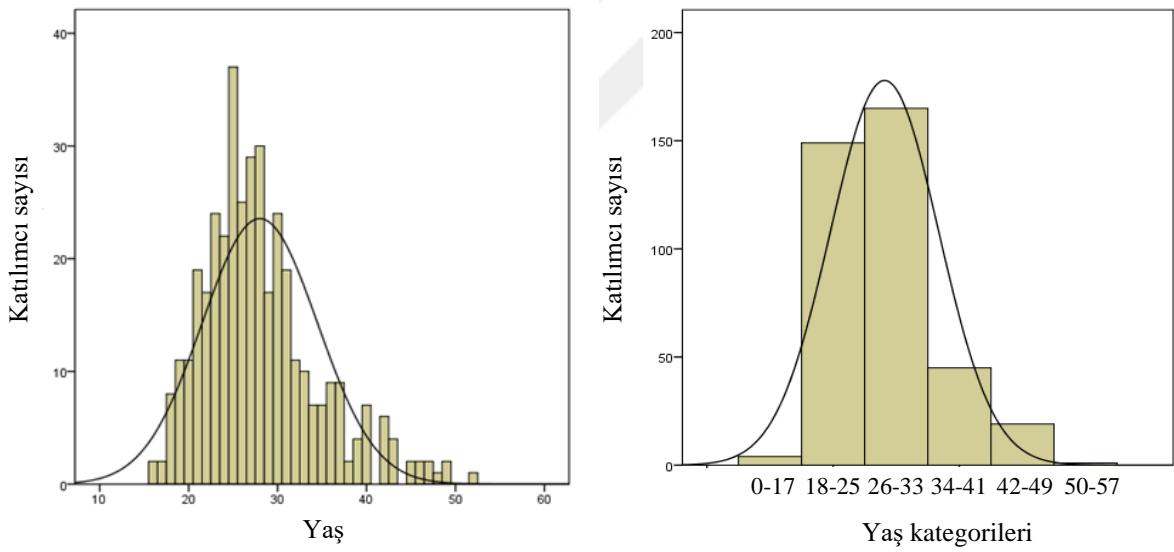 40
30
20
10
0
10 20 30 40 50 60
Katılımcı sayısı
Yaş
200
150
100
50
0
0-17 18-25 26-33 34-41 42-49 50-57
Katılımcı sayısı
Yaş kategorileri